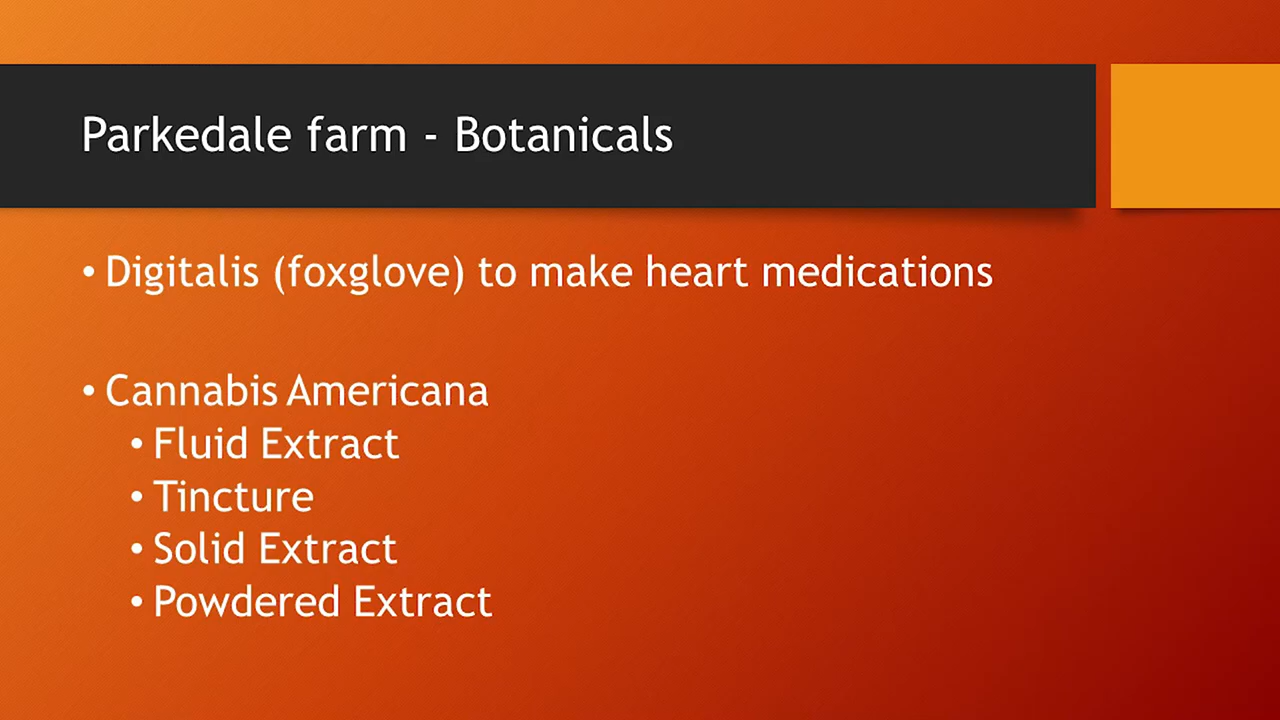 Parkedale farm - Botanicals
• Digitalis (foxglove) to make heart medications
• Cannabis Americana
• Fluid Extract
• Tincture
• Solid Extract
• Powdered Extract